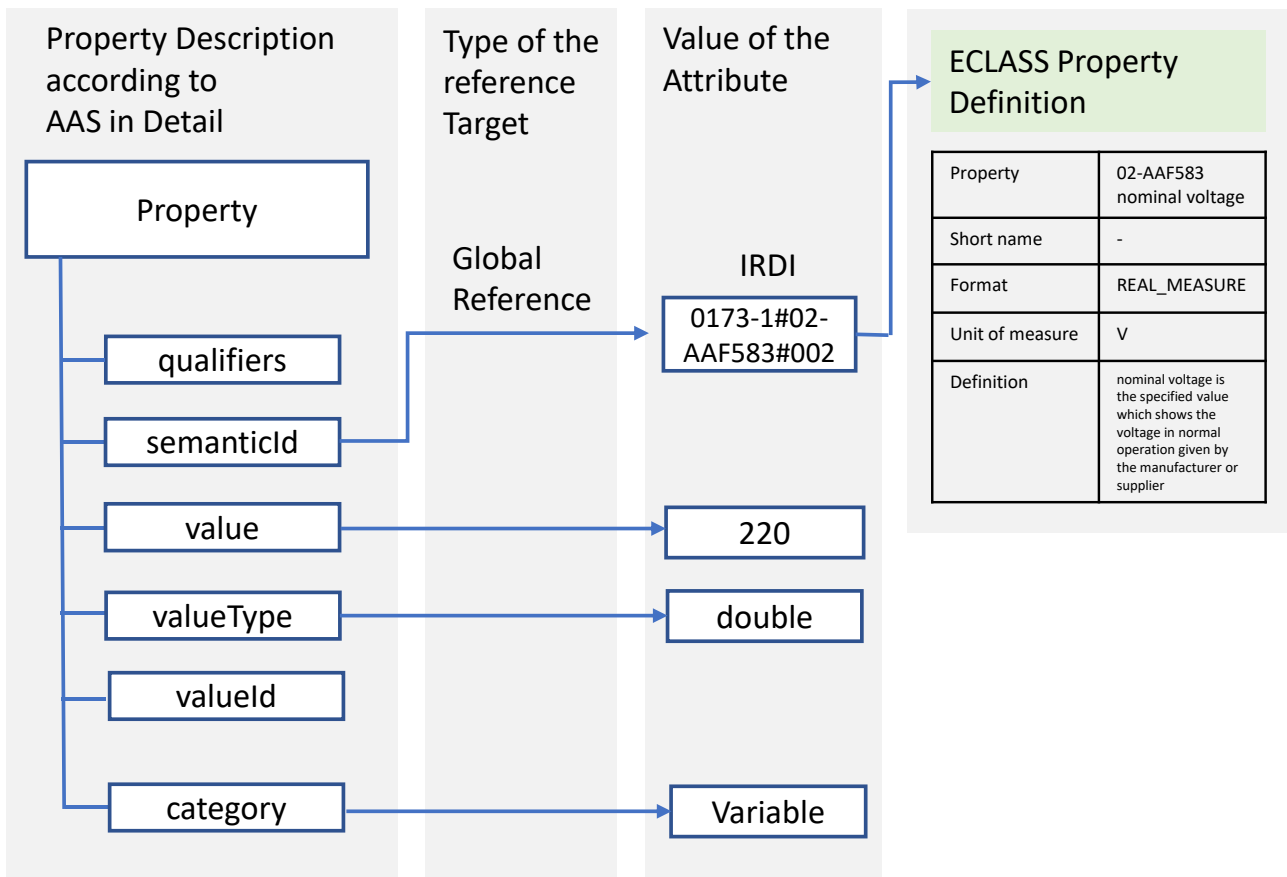 Property Description
according to
AAS in Detail
Type of the
reference
Target
Value of the
Attribute
ECLASS Property
Definition
Property
qualifiers
semanticId
value
valueType
valueId
category
Global
Reference
IRDI
0173-1#02-
AAF583#002
220
double
Variable
Property
02-AAF583
nominal voltage
Short name
-
Format
REAL_MEASURE
Unit of measure
V
Definition
nominal voltage is
the specified value
which shows the
voltage in normal
operation given by
the manufacturer or
supplier